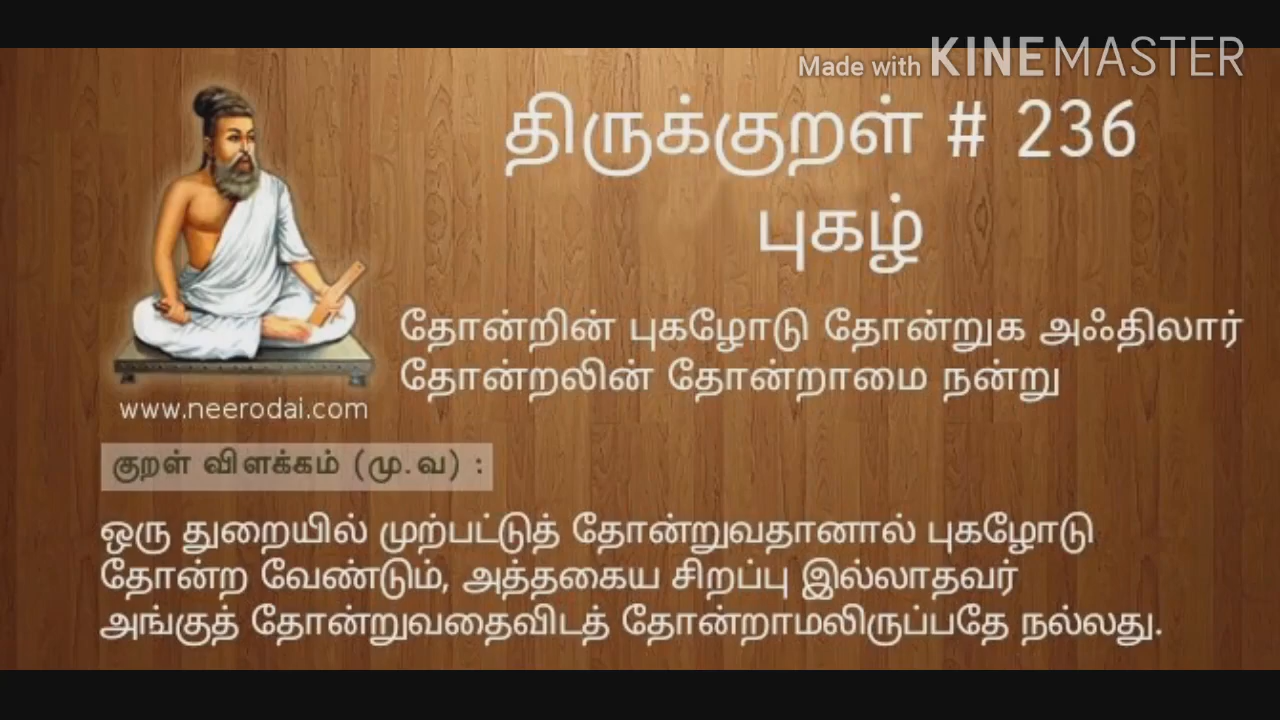 Made with KINEMASTER
திருக்குறள் # 236
புகழ்
தோன்றின் புகழோடு தோன்றுக அஃதிலார்
தோன்றலின் தோன்றாமை நன்று
www.neerodai.com
குறள் விளக்கம் (மு.வ) :
ஒரு துறையில் முற்பட்டுத் தோன்றுவதானால் புகழோடு
தோன்ற வேண்டும், அத்தகைய சிறப்பு இல்லாதவர்
அங்குத் தோன்றுவதைவிடத் தோன்றாமலிருப்பதே நல்லது.